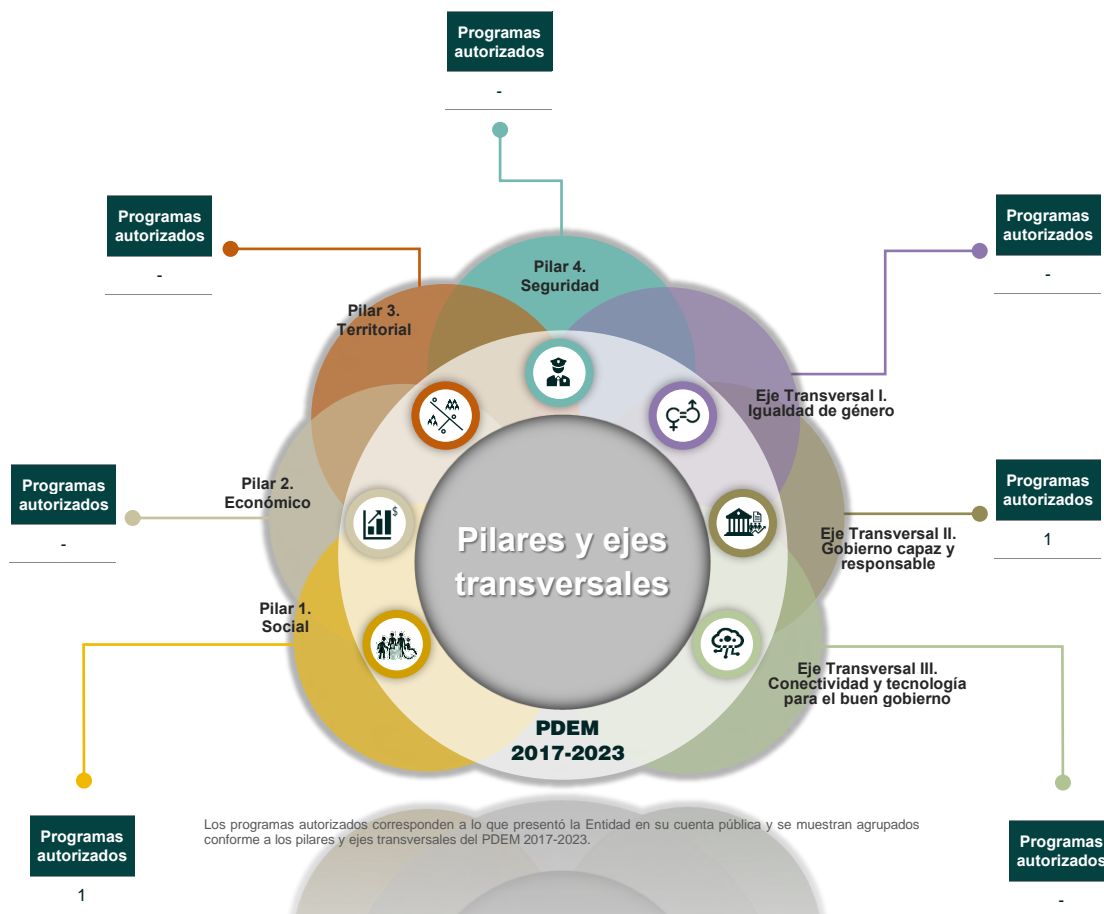 Programas
autorizados
-
Programas
autorizados
-
Programas
autorizados
-
Pilar 4.
Seguridad
Pilar 3.
Territorial
Eje Transversal I.
Igualdad de género
Programas
autorizados
-
Pilar 2.
Económico
$
Programas
autorizados
1
Eje Transversal II.
Gobierno capaz y
responsable
Pilares y ejes
transversales
Pilar 1.
Social
Eje Transversal III.
Conectividad y tecnología
para el buen gobierno
PDEM
2017-2023
Programas
autorizados
1
Los programas autorizados corresponden a lo que presentó la Entidad en su cuenta pública y se muestran agrupados
conforme a los pilares y ejes transversales del PDEM 2017-2023.
Programas
autorizados
-